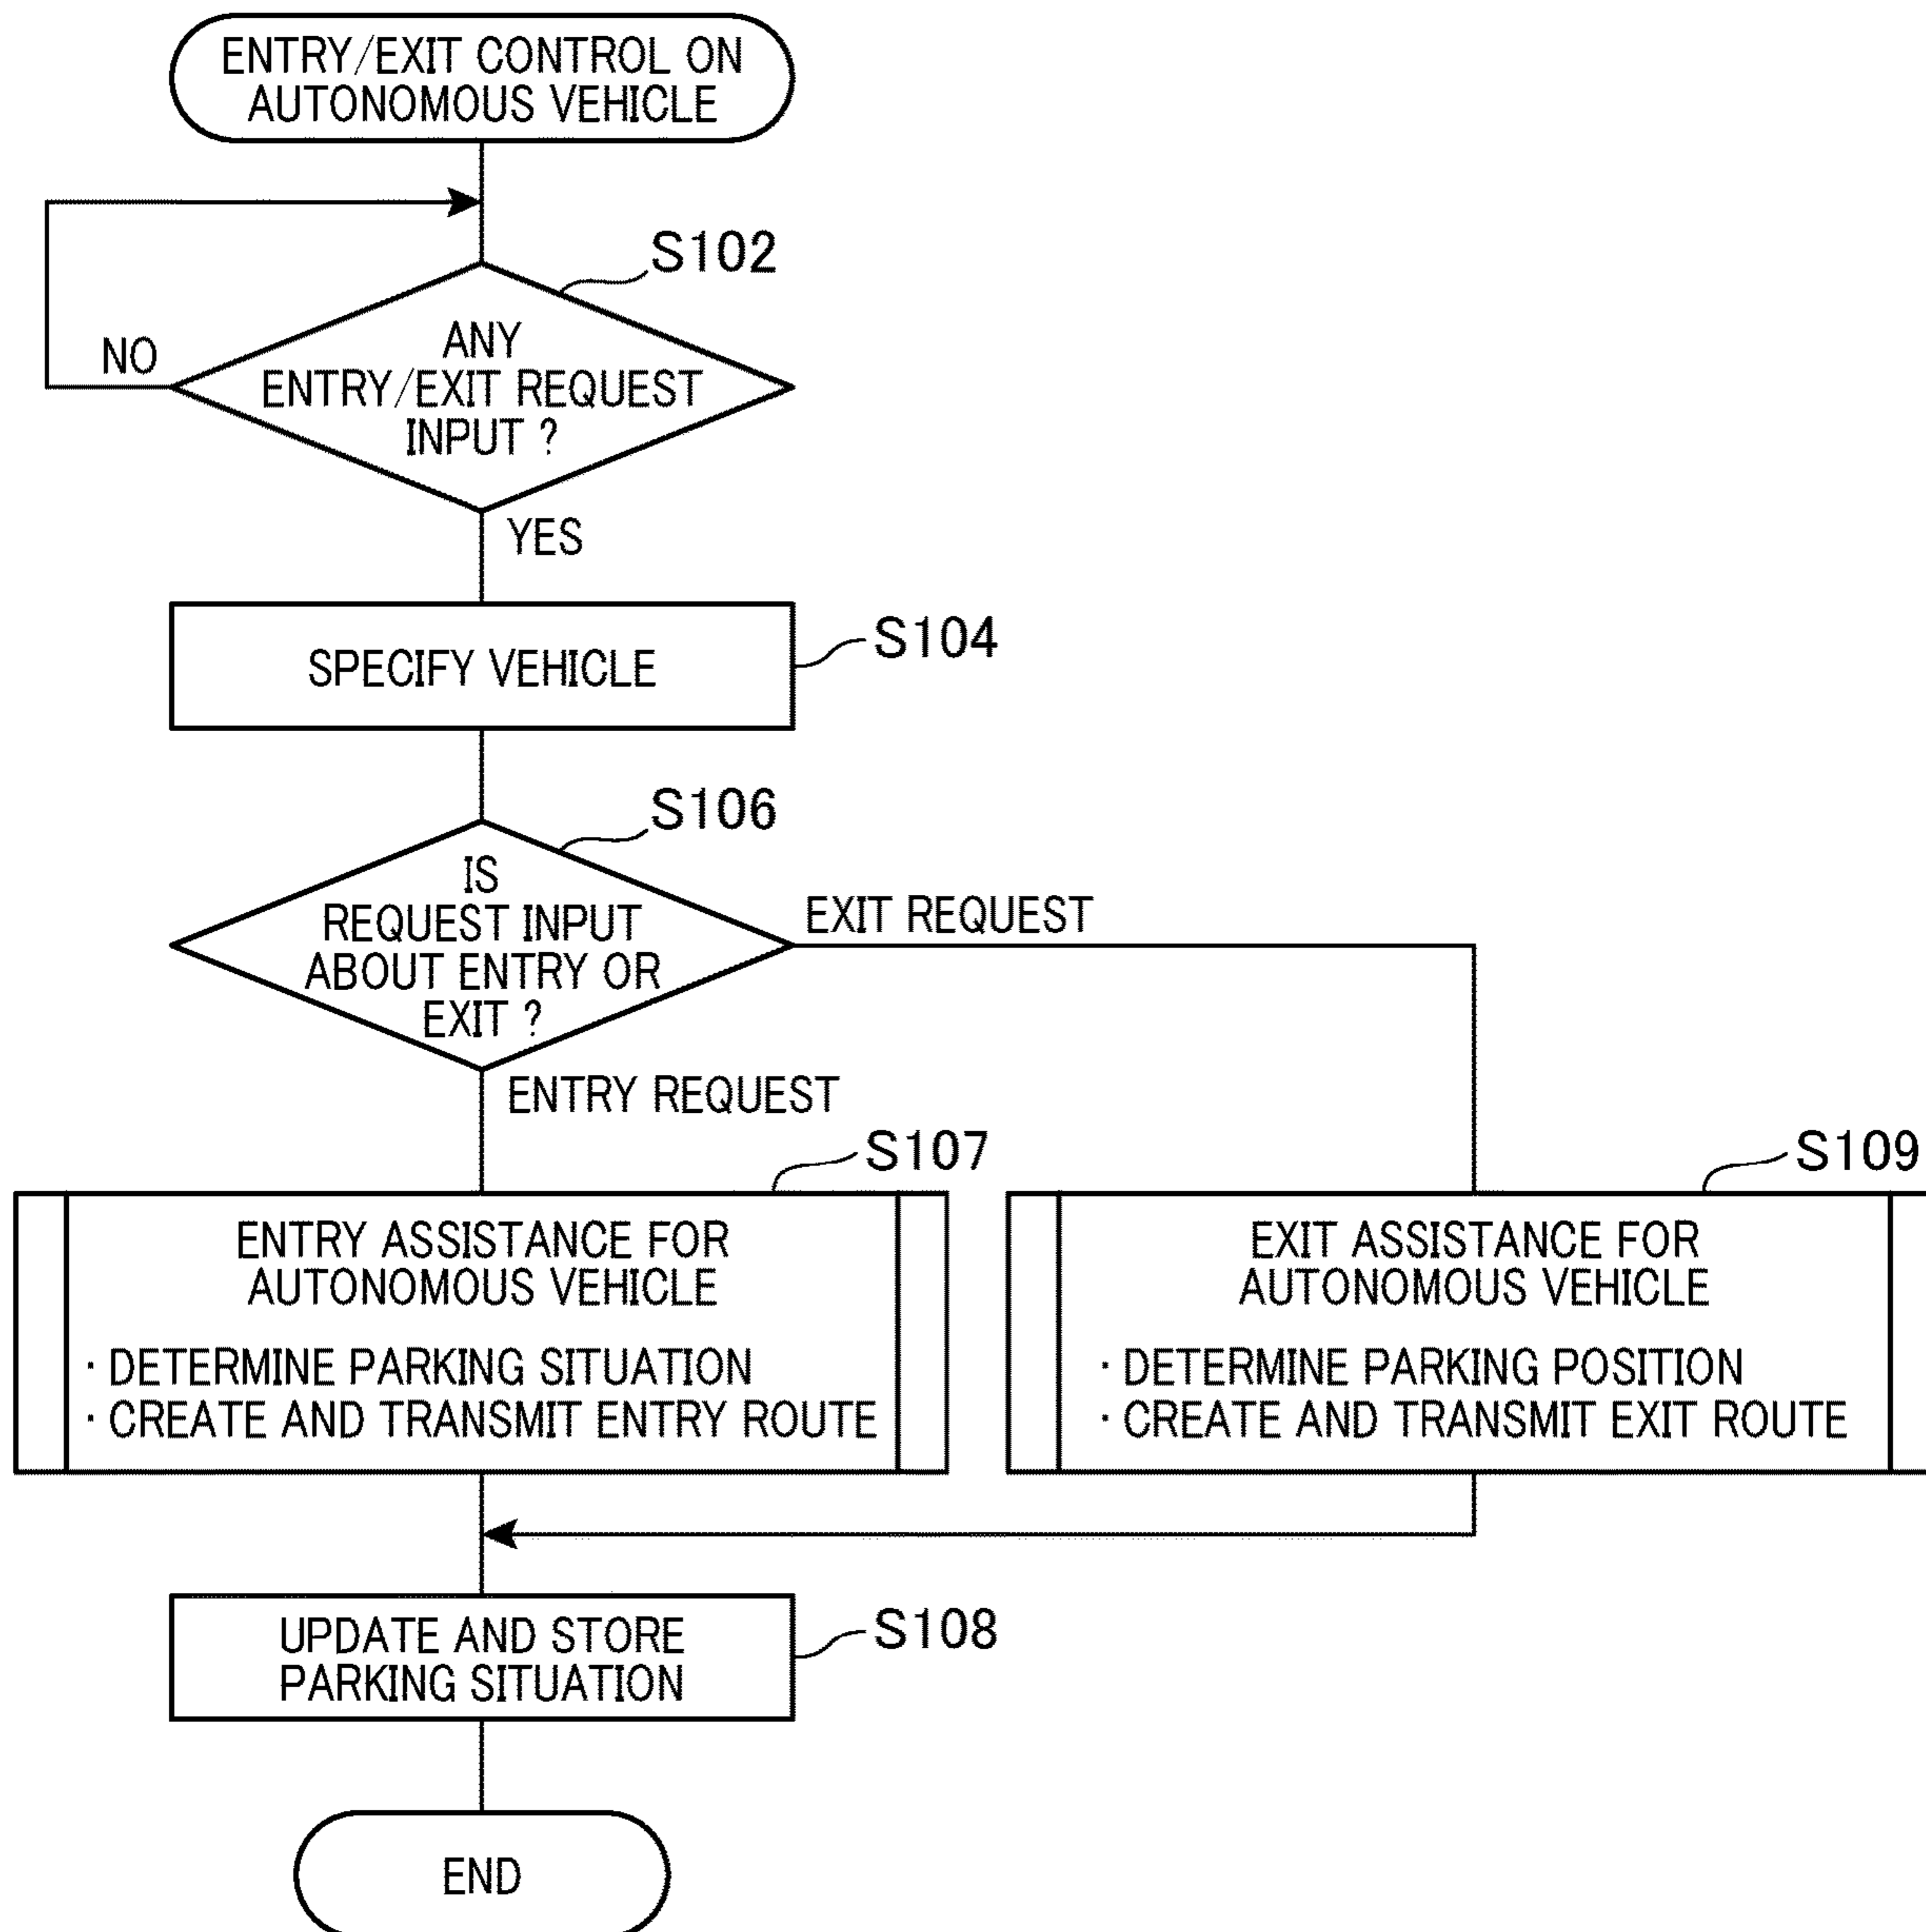 ENTRY/EXIT CONTROL ON
AUTONOMOUS VEHICLE
S102
NO
ANY
ENTRY/EXIT REQUEST
INPUT ?
YES
SPECIFY VEHICLE
S104
S106
IS
REQUEST INPUT
ABOUT ENTRY OR
EXIT ?
EXIT REQUEST
ENTRY REQUEST
S107
ENTRY ASSISTANCE FOR
AUTONOMOUS VEHICLE
· DETERMINE PARKING SITUATION
· CREATE AND TRANSMIT ENTRY ROUTE
S109
EXIT ASSISTANCE FOR
AUTONOMOUS VEHICLE
· DETERMINE PARKING POSITION
· CREATE AND TRANSMIT EXIT ROUTE
UPDATE AND STORE
PARKING SITUATION
S108
END